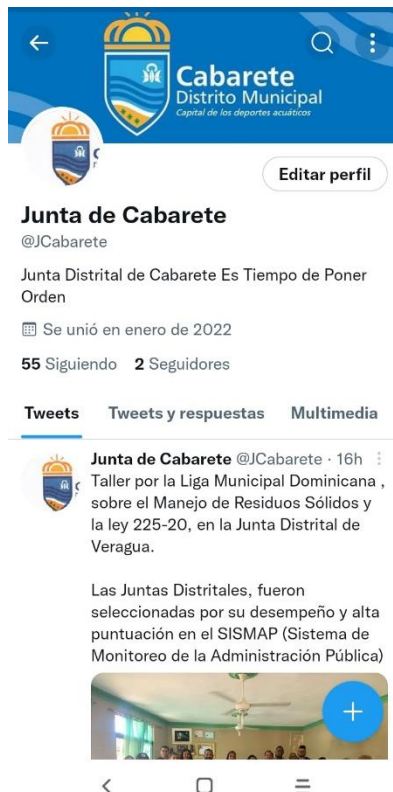 Cabarete
Distrito Municipal
Capital de los deportes acuáticos
Editar perfil
Junta de Cabarete
@JCabarete
Junta Distrital de Cabarete Es Tiempo de Poner
Orden
Se unió en enero de 2022
55 Siguiendo 2 Seguidores
Tweets Tweets y respuestas Multimedia
Junta de Cabarete @JCabarete · 16h
Taller por la Liga Municipal Dominicana ,
sobre el Manejo de Residuos Sólidos y
la ley 225-20, en la Junta Distrital de
Veragua.
Las Juntas Distritales, fueron
seleccionadas por su desempeño y alta
puntuación en el SISMAP (Sistema de
Monitoreo de la Administración Pública)